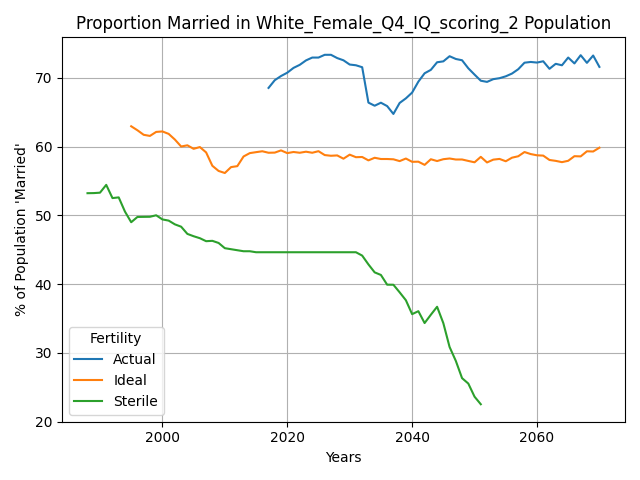 Proportion Married in White_Female_Q4_IQ_scoring_2 Population
% of Population 'Married'
70
60
50
40
30
20
Fertility
Actual
Ideal
Sterile
2000
2020
2040
2060
Years